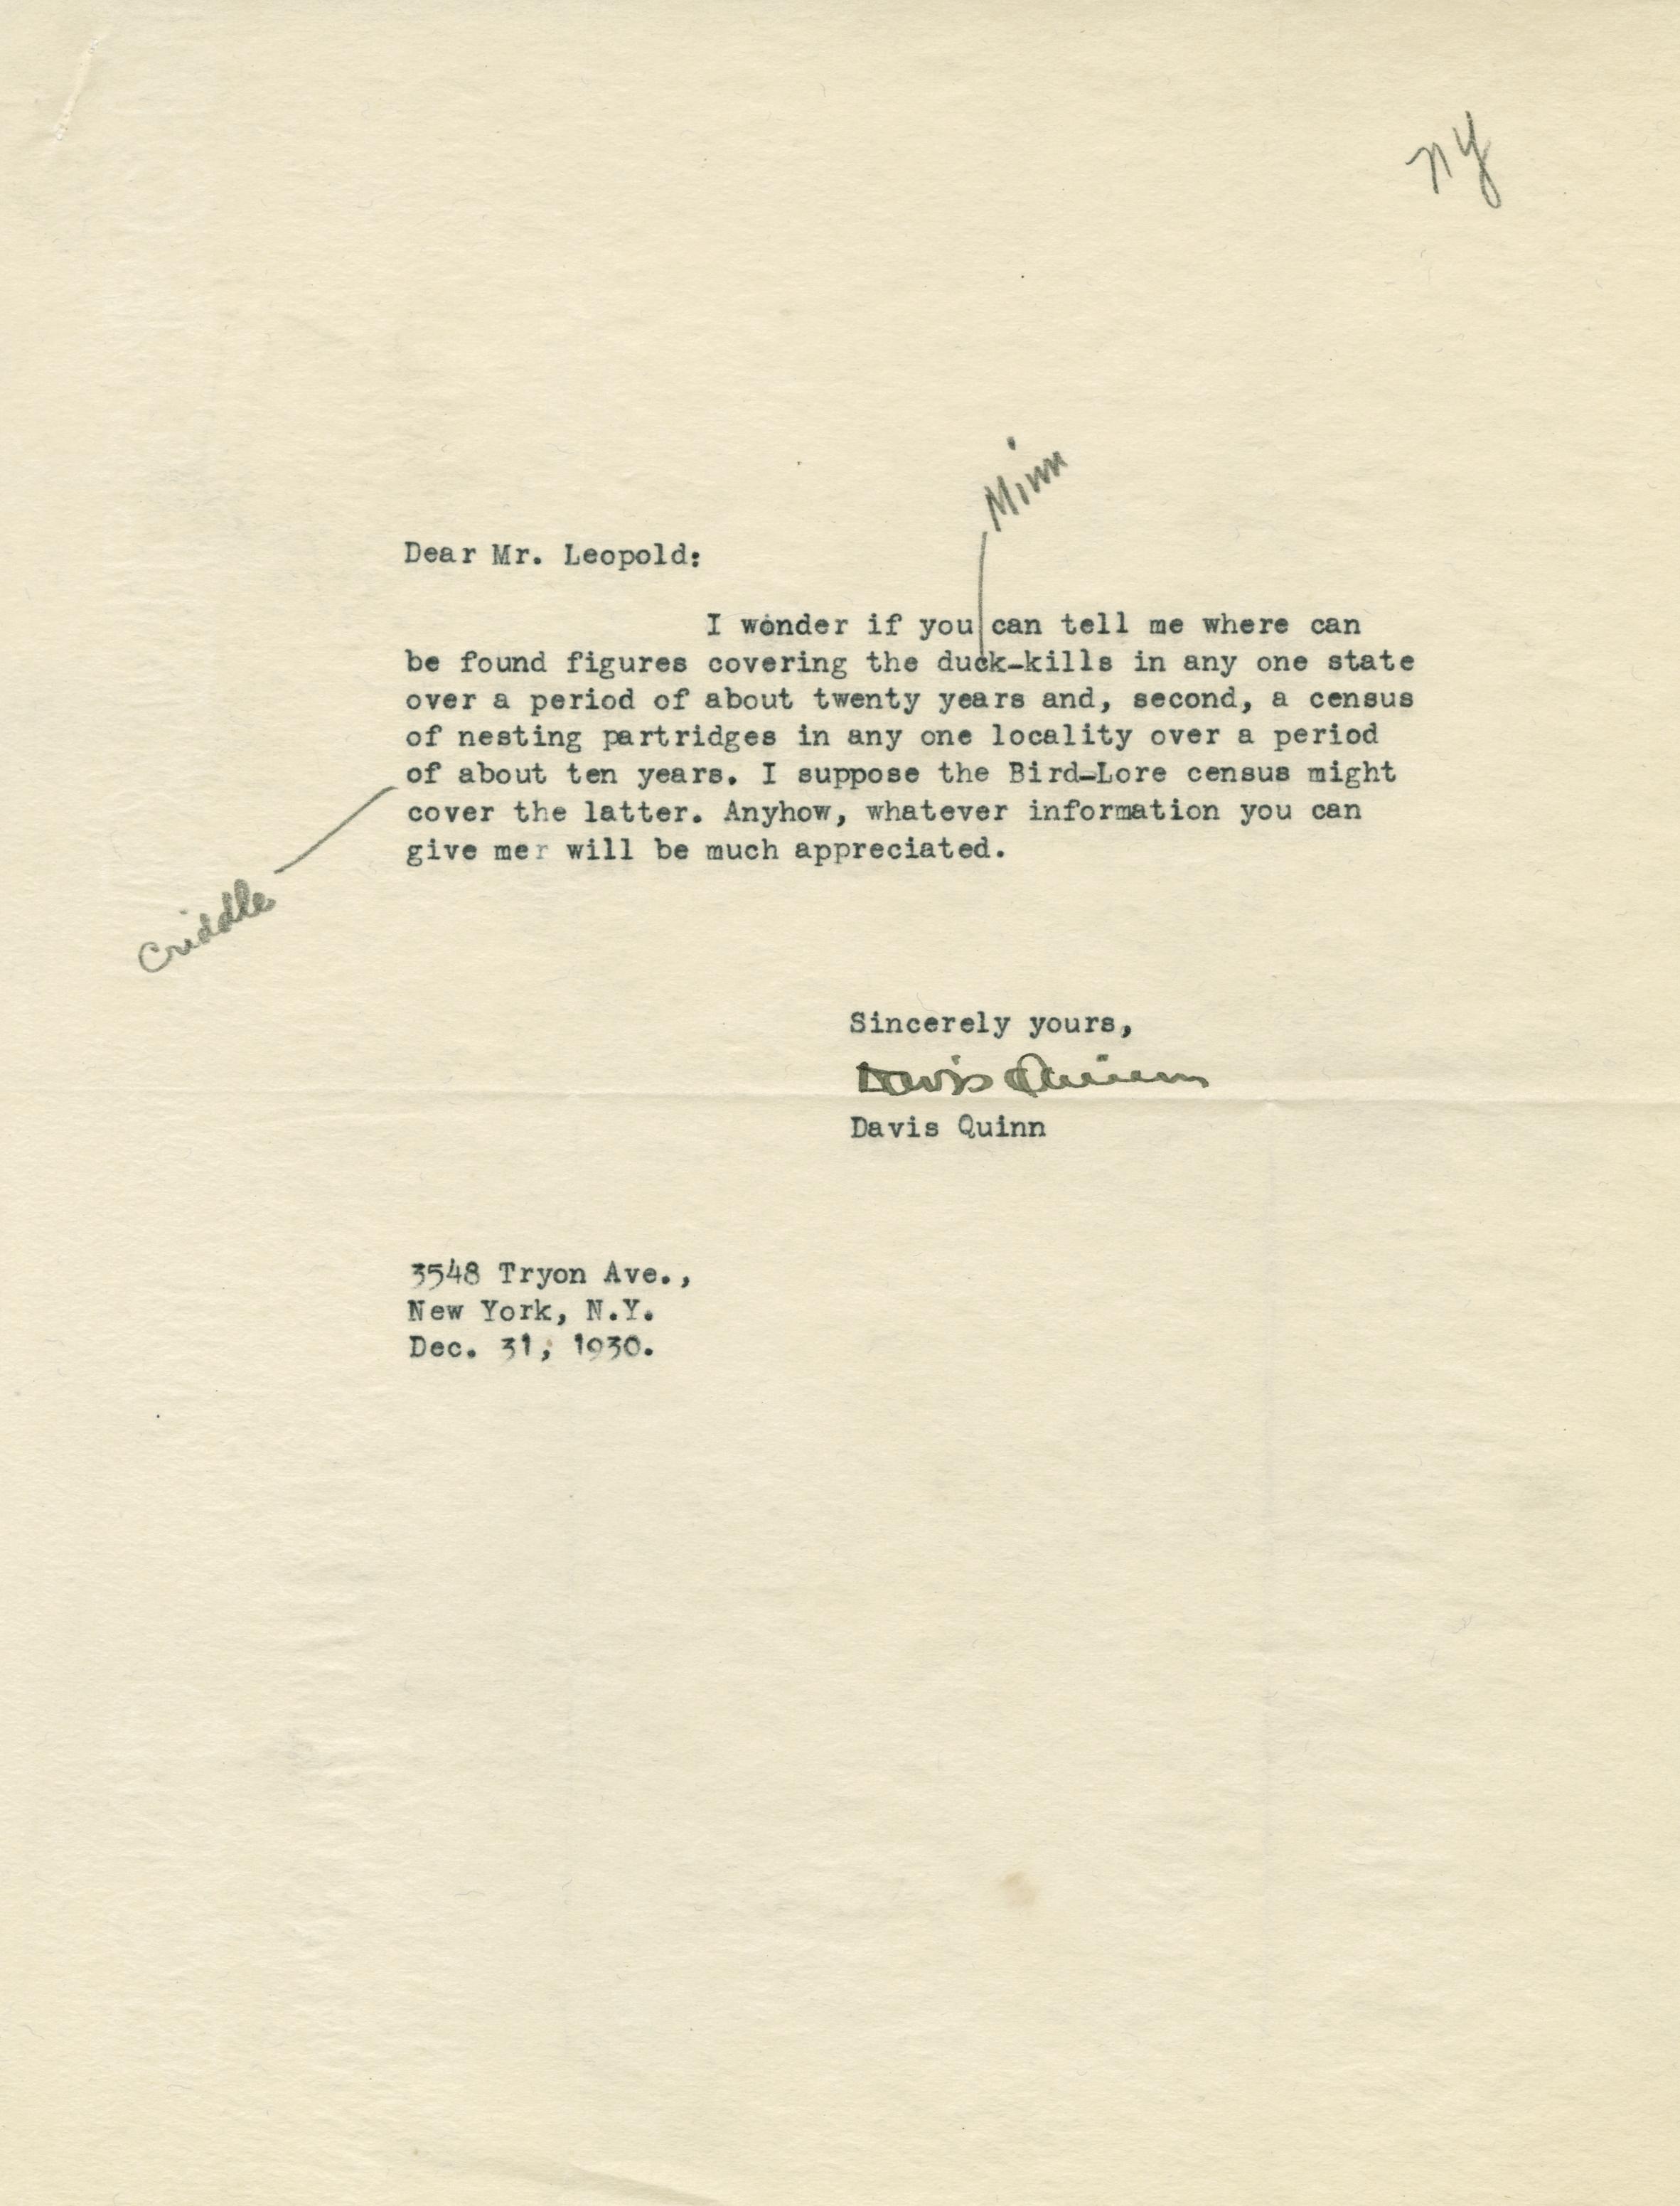 ny
Minn
Dear Mr. Leopold:
I wonder if you can tell me where can
be found figures covering the duck-kills in any one state
over a period of about twenty years and, second, a census
of nesting partridges in any one locality over a period
of about ten years. I suppose the Bird-Lore census might
cover the latter. Anyhow, whatever information you can
give mer will be much appreciated.
Criddle
Sincerely yours,
Davis Quinn
Davis Quinn
3548 Tryon Ave.,
New York, N.Y.
Dec. 31, 1930.